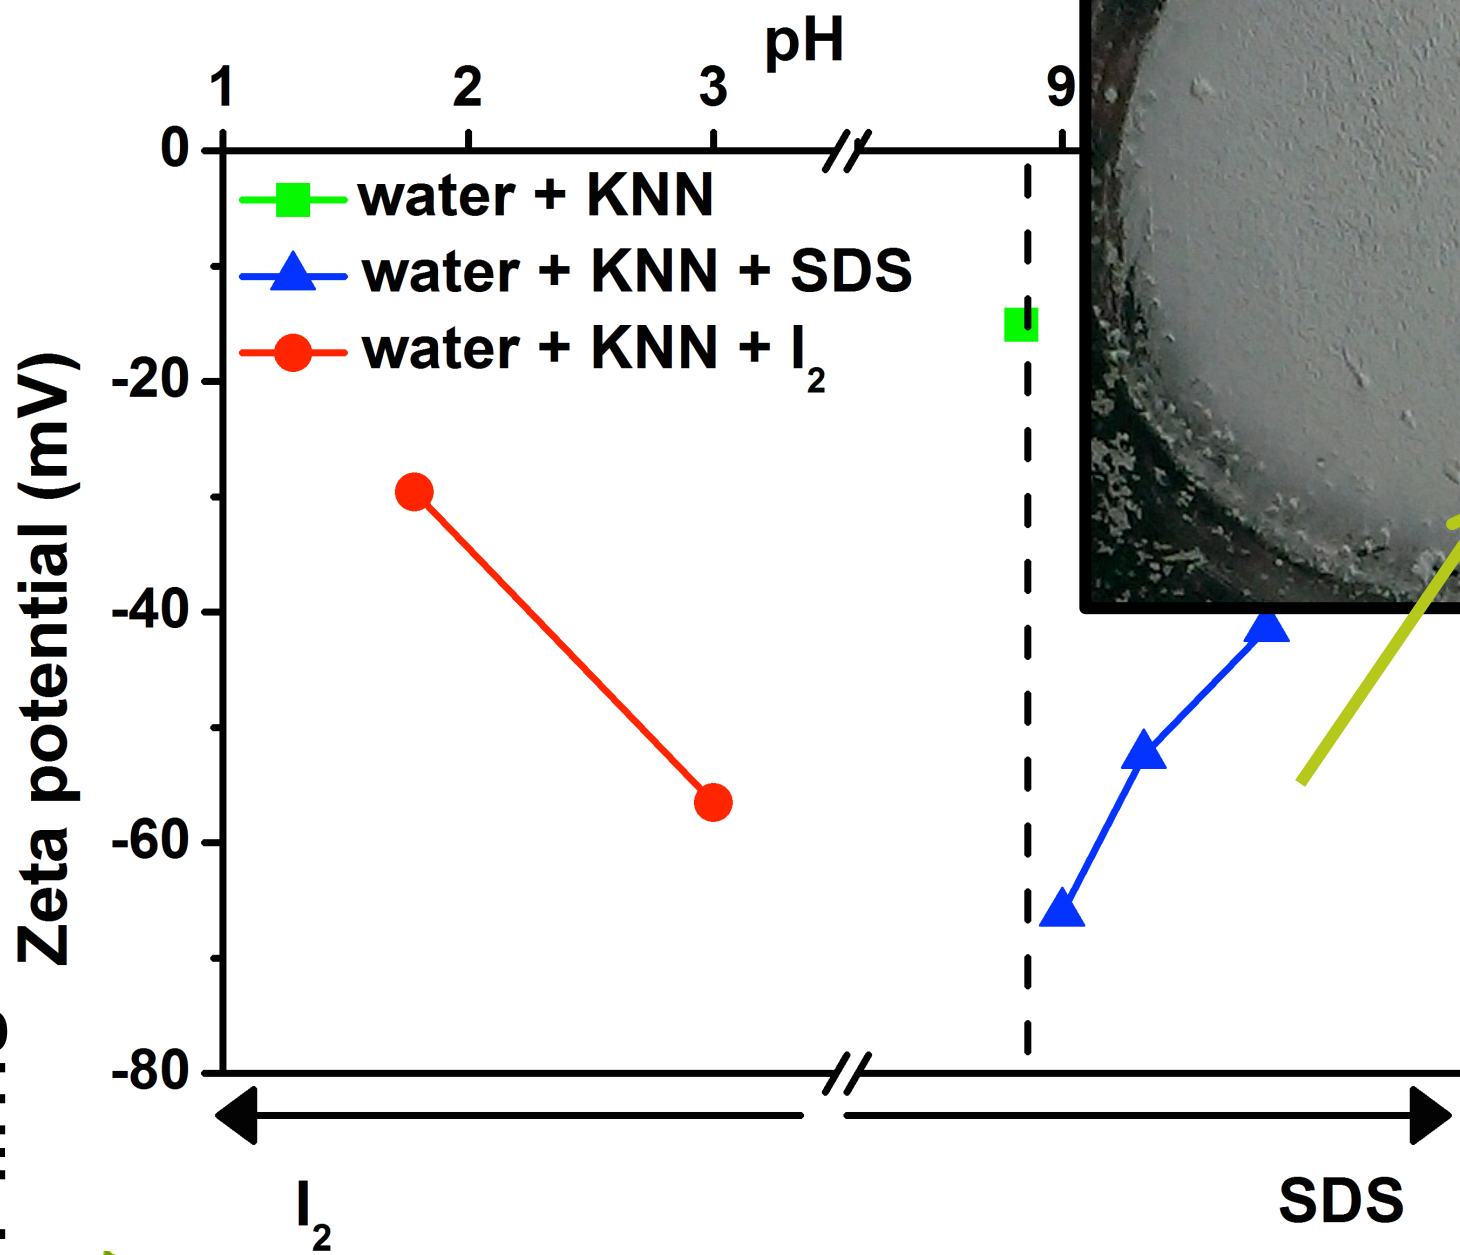 pH
1 2 3 9
0
water + KNN
water + KNN + SDS
water + KNN + I2
-20
-40
-60
-80
Zeta potential (mV)
I2
SDS